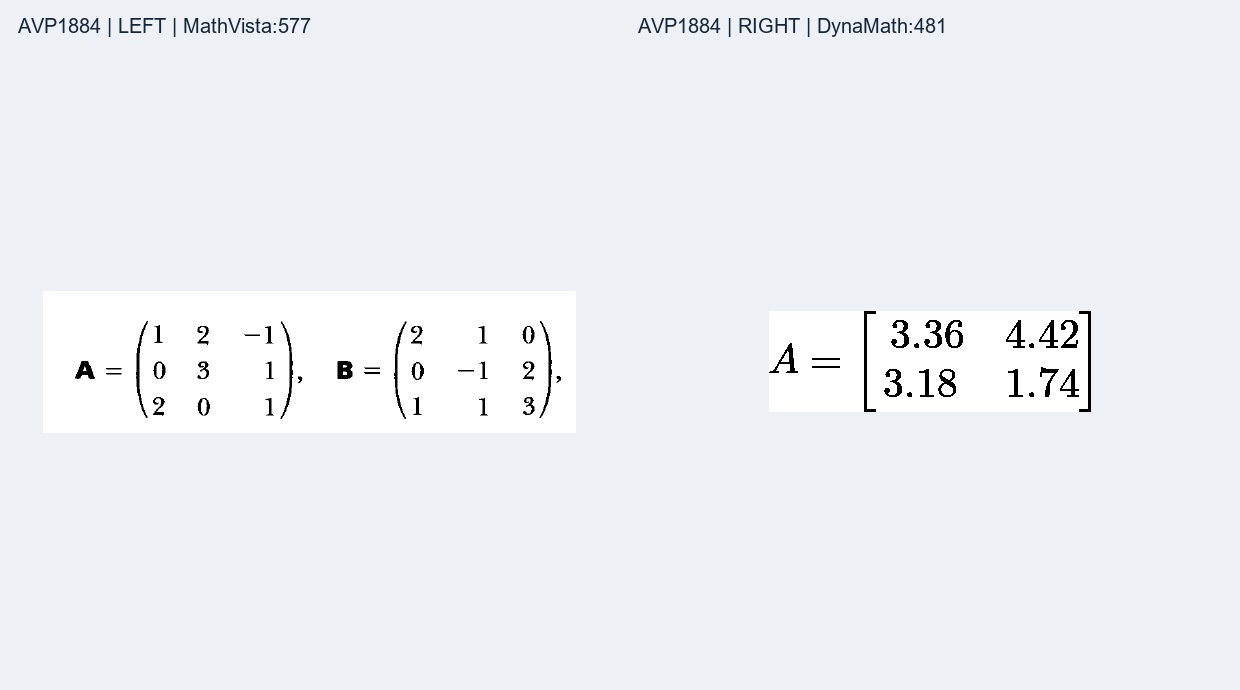 AVP1884 | LEFT | MathVista:577
AVP1884 | RIGHT | DynaMath:481
A = ( 1 2 −1
0 3 1
2 0 1 ), B = ( 2 1 0
0 −1 2
1 1 3 ),
A = [ 3.36 4.42
3.18 1.74 ]